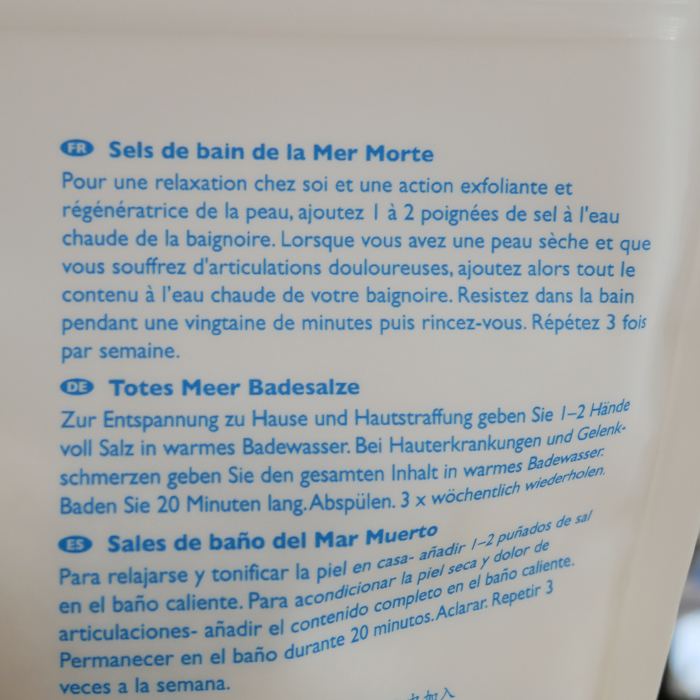 FR Sels de bain de la Mer Morte
Pour une relaxation chez soi et une action exfoliante et
régénératrice de la peau, ajoutez 1 à 2 poignées de sel à l'eau
chaude de la baignoire. Lorsque vous avez une peau sèche et que
vous souffrez d'articulations douloureuses, ajoutez alors tout le
contenu à l'eau chaude de votre baignoire. Resistez dans la bain
pendant une vingtaine de minutes puis rincez-vous. Répétez 3 fois
par semaine.
DE Totes Meer Badesalze
Zur Entspannung zu Hause und Hautstraffung geben Sie 1–2 Hände
voll Salz in warmes Badewasser. Bei Hauterkrankungen und Gelenk-
schmerzen geben Sie den gesamten Inhalt in warmes Badewasser.
Baden Sie 20 Minuten lang. Abspülen. 3 x wöchentlich wiederholen.
ES Sales de baño del Mar Muerto
Para relajarse y tonificar la piel en casa- añadir 1–2 puñados de sal
en el baño caliente. Para acondicionar la piel seca y dolor de
articulaciones- añadir el contenido completo en el baño caliente.
Permanecer en el baño durante 20 minutos. Aclarar. Repetir 3
veces a la semana.
加入